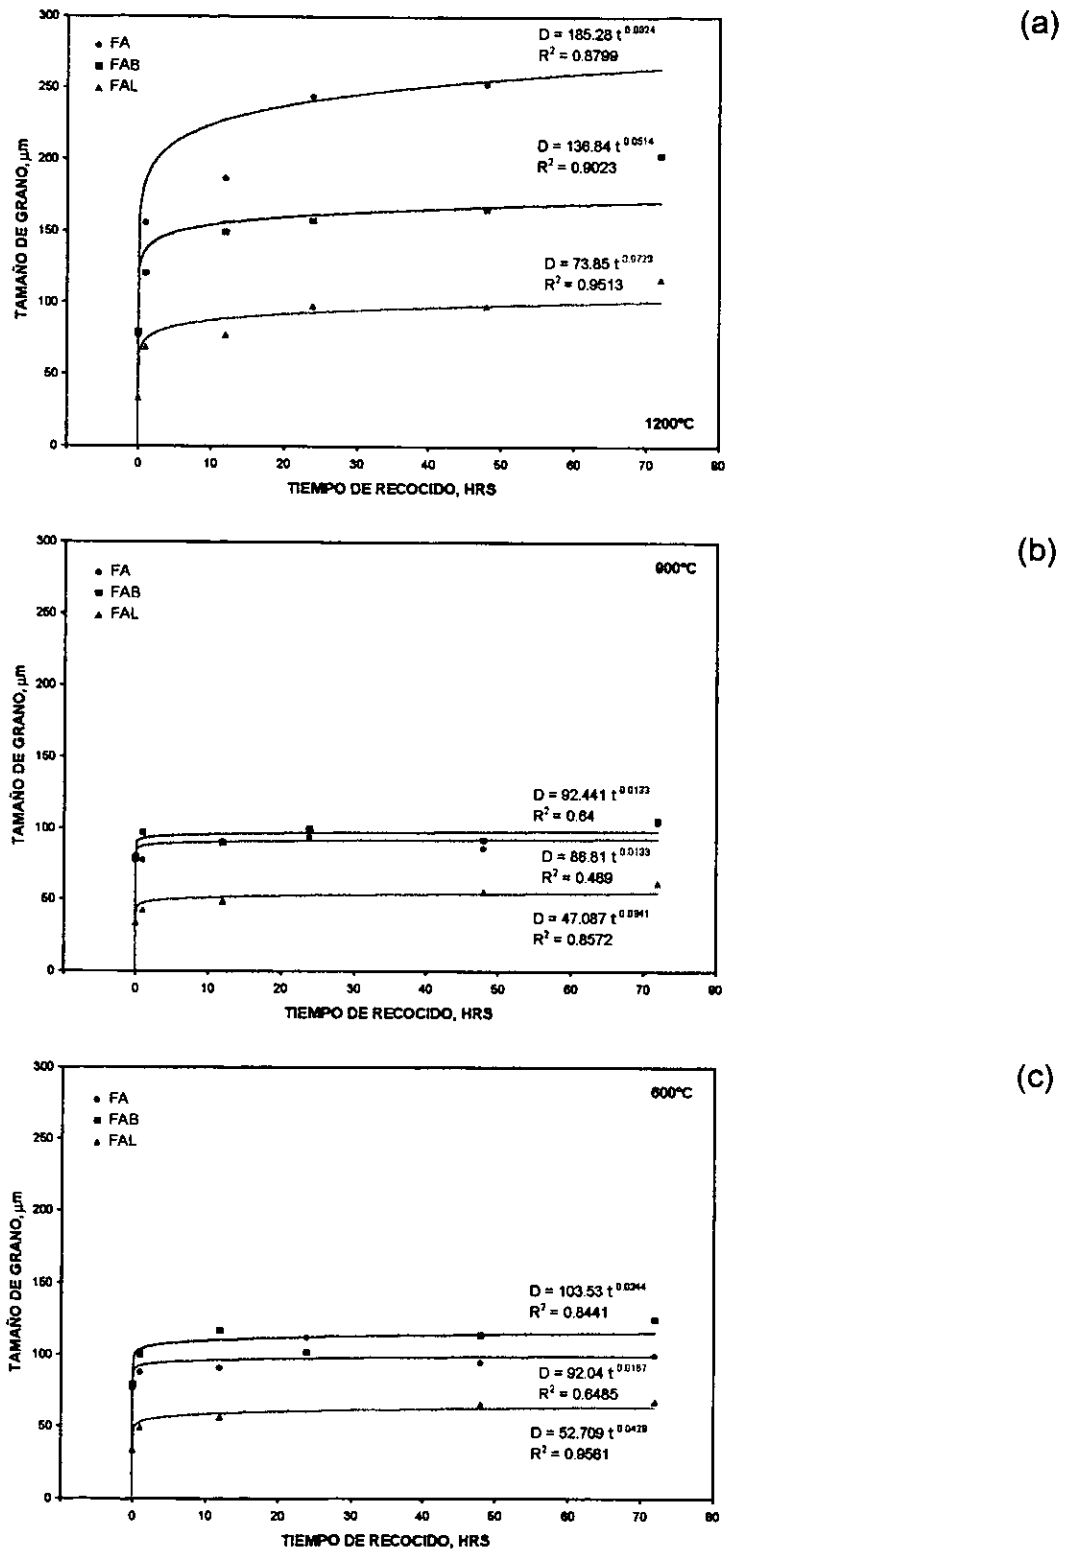 (a)
300
250
200
150
100
50
0
TAMAÑO DE GRANO, µm
FA
FAB
FAL
D = 185.28 t
R² = 0.8799
D = 136.84 t^0.0514
R² = 0.9023
D = 73.85 t
R² = 0.9513
1200°C
0 10 20 30 40 50 60 70 80
TIEMPO DE RECOCIDO, HRS
(b)
300
250
200
150
100
50
0
TAMAÑO DE GRANO, µm
FA
FAB
FAL
900°C
D = 92.441 t
R² = 0.64
D = 86.81 t^0.0133
R² = 0.489
D = 47.087 t
R² = 0.8572
0 10 20 30 40 50 60 70 80
TIEMPO DE RECOCIDO, HRS
(c)
300
250
200
150
100
50
0
TAMAÑO DE GRANO, µm
FA
FAB
FAL
600°C
D = 103.53 t
R² = 0.8441
D = 92.04 t
R² = 0.6485
D = 52.709 t
R² = 0.9561
0 10 20 30 40 50 60 70 80
TIEMPO DE RECOCIDO, HRS